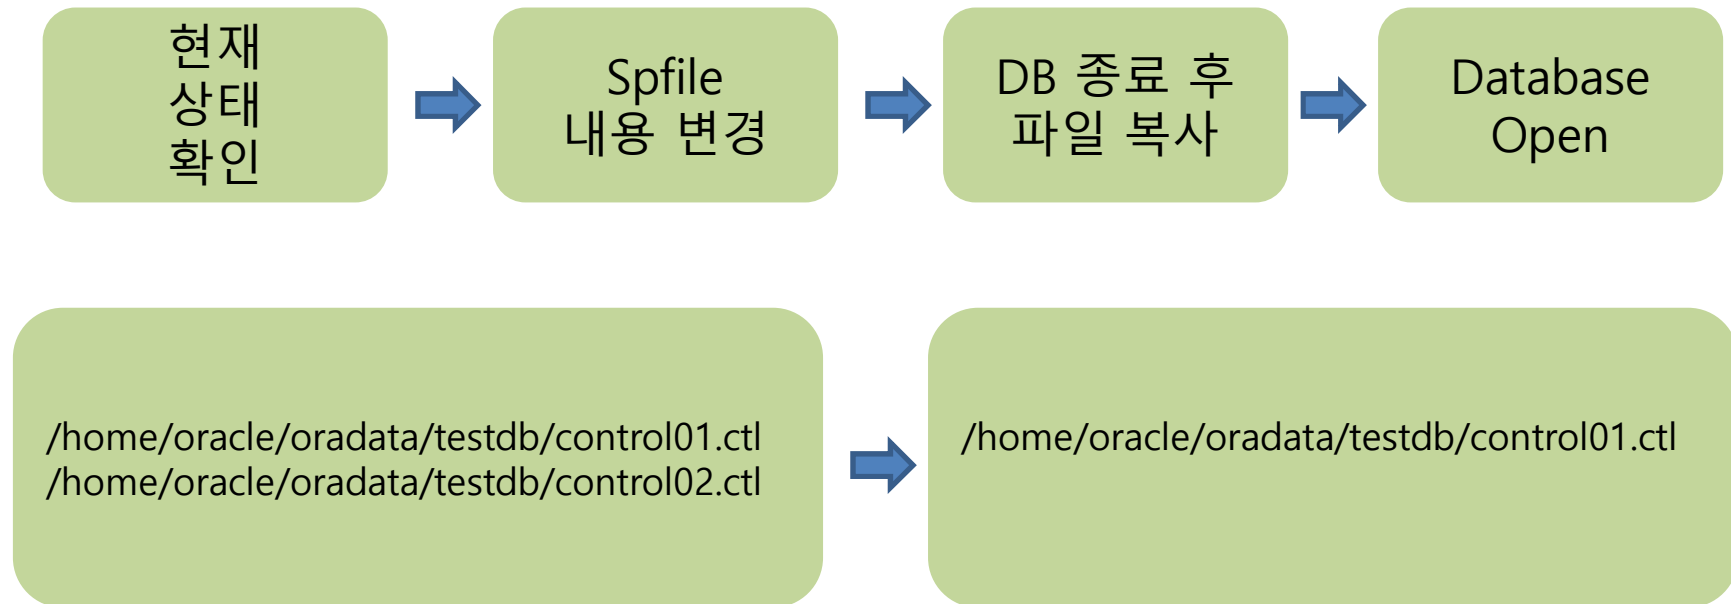 현재
상태
확인
Spfile
내용 변경
DB 종료 후
파일 복사
Database
Open
/home/oracle/oradata/testdb/control01.ctl
/home/oracle/oradata/testdb/control02.ctl
/home/oracle/oradata/testdb/control01.ctl